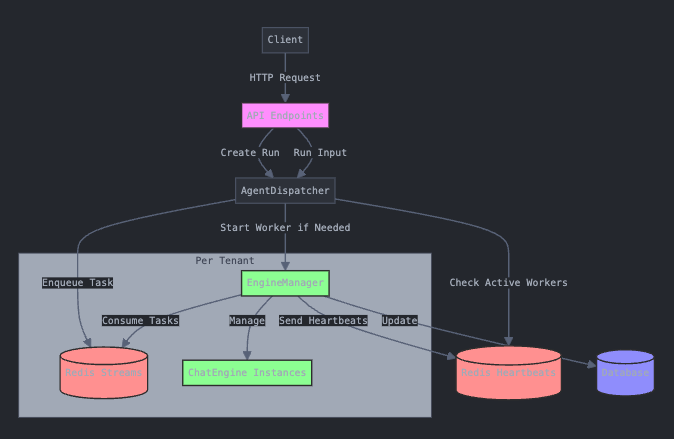 Client
HTTP Request
API Endpoints
Create Run
Run Input
AgentDispatcher
Start Worker if Needed
Per Tenant
Enqueue Task
EngineManager
Check Active Workers
Consume Tasks
Manage
Send Heartbeats
Update
Redis Streams
ChatEngine Instances
Redis Heartbeats
Database